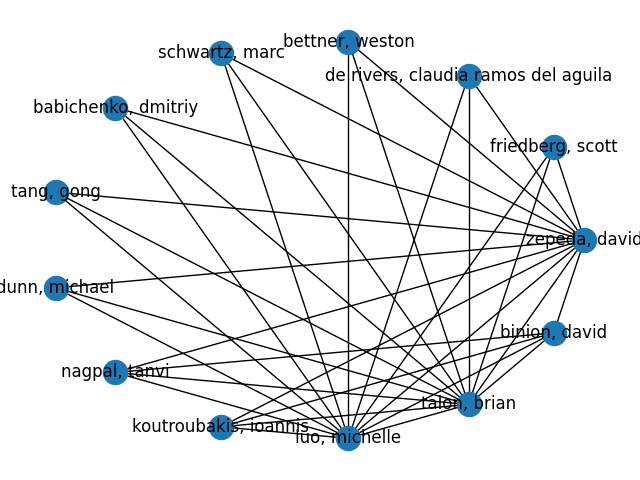 bettner, weston
schwartz, marc
de rivers, claudia ramos del aguila
babichenko, dmitriy
friedberg, scott
tang, gong
zepeda, david
dunn, michael
binion, david
nagpal, tanvi
talon, brian
koutroubakis, ioannis
luo, michelle